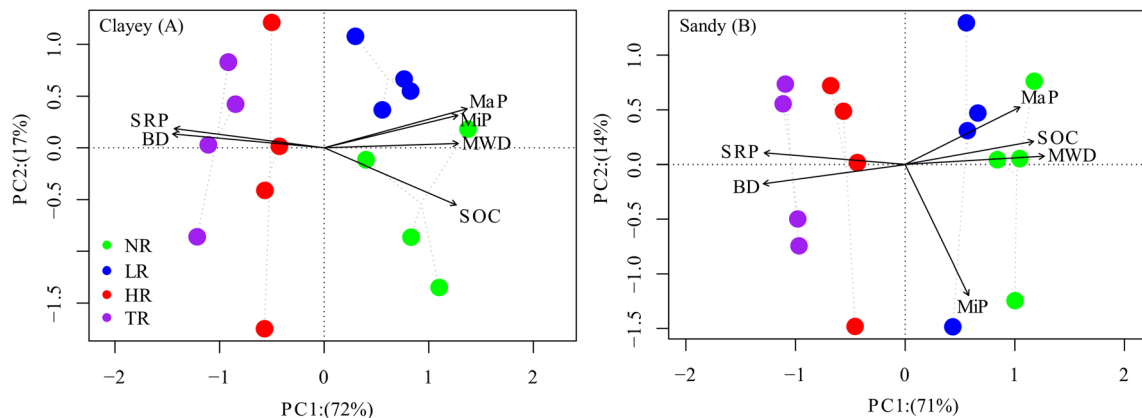 Clayey (A)
1.0
0.5
0.0
−0.5
−1.5
PC2:(17%)
MaP
MiP
MWD
SOC
SRP
BD
NR
LR
HR
TR
−2
−1
0
1
2
PC1:(72%)
Sandy (B)
1.0
0.5
0.0
−0.5
−1.0
−1.5
PC2:(14%)
MaP
SOC
MWD
SRP
BD
MiP
−2
−1
0
1
2
PC1:(71%)